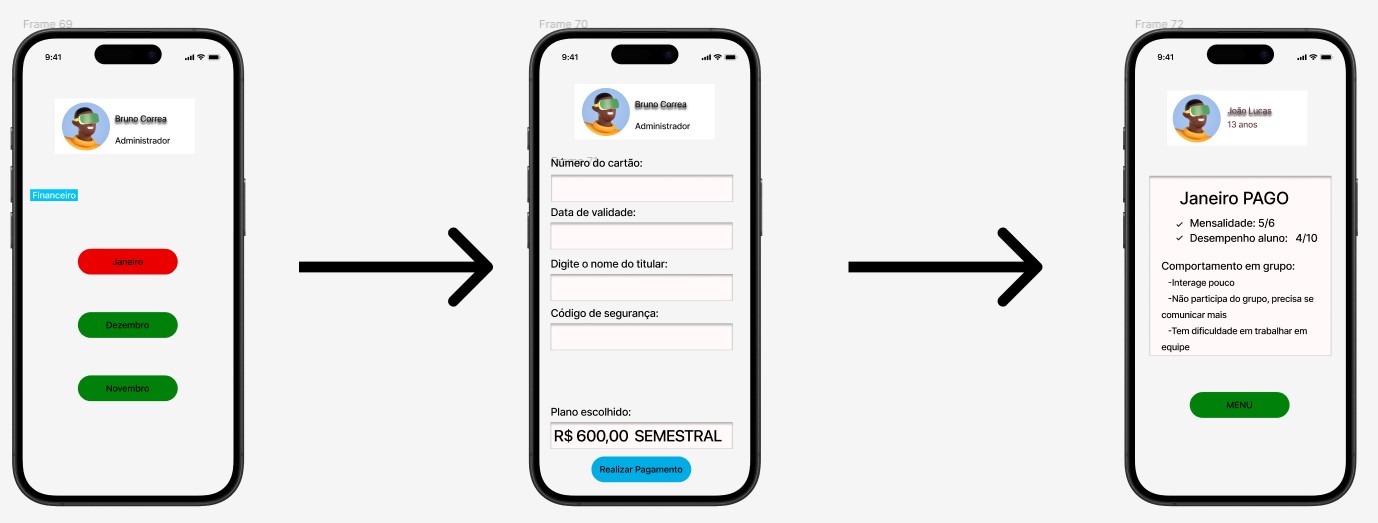 Frame 69
9:41
Bruno Correa
Administrador
Financeiro
Janeiro
Dezembro
Novembro
Frame 70
9:41
Bruno Correa
Administrador
Número do cartão:
Data de validade:
Digite o nome do titular:
Código de segurança:
Plano escolhido:
R$ 600,00 SEMESTRAL
Realizar Pagamento
Frame 72
9:41
João Lucas
13 anos
Janeiro PAGO
Mensalidade: 5/6
Desempenho aluno: 4/10
Comportamento em grupo:
-Interage pouco
-Não participa do grupo, precisa se
comunicar mais
-Tem dificuldade em trabalhar em
equipe
MENU